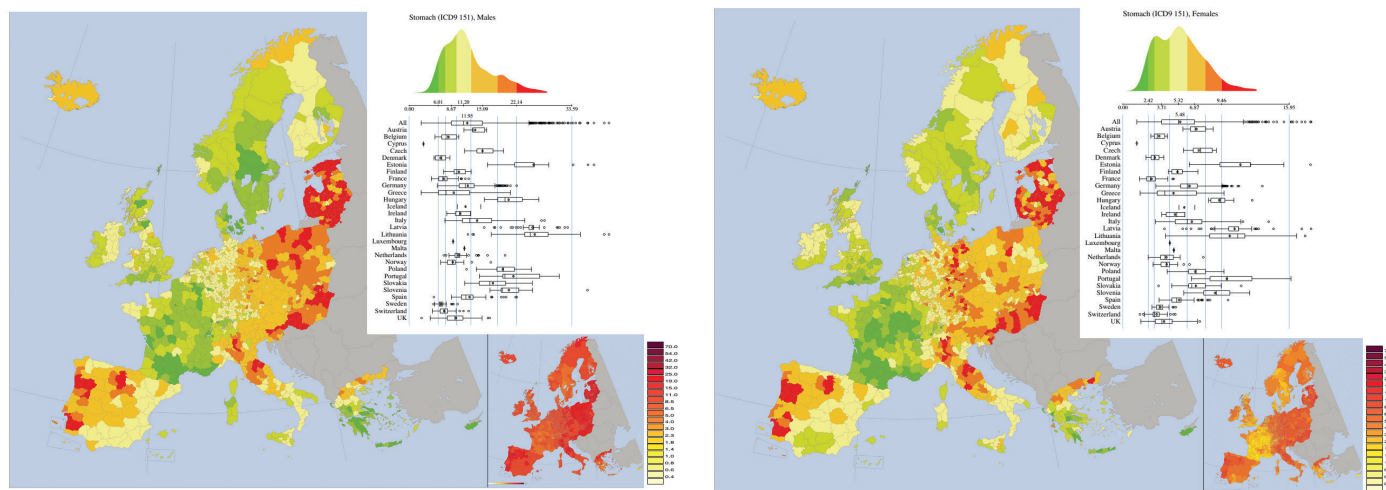 Stomach (ICD9 151), Males
6.01 11.20 22.14
0.00 8.67 15.09 33.59
11.95
All
Austria
Belgium
Cyprus
Czech
Denmark
Estonia
Finland
France
Germany
Greece
Hungary
Iceland
Ireland
Italy
Latvia
Lithuania
Luxembourg
Malta
Netherlands
Norway
Poland
Portugal
Slovakia
Slovenia
Spain
Sweden
Switzerland
UK
70.0
54.0
42.0
32.0
25.0
19.0
15.0
11.0
8.5
6.5
5.0
4.0
3.0
2.3
1.8
1.4
1.0
0.8
0.6
0.4
Stomach (ICD9 151), Females
2.42 5.32 9.46
0.00 3.71 6.87 15.95
5.48
All
Austria
Belgium
Cyprus
Czech
Denmark
Estonia
Finland
France
Germany
Greece
Hungary
Iceland
Ireland
Italy
Latvia
Lithuania
Luxembourg
Malta
Netherlands
Norway
Poland
Portugal
Slovakia
Slovenia
Spain
Sweden
Switzerland
UK